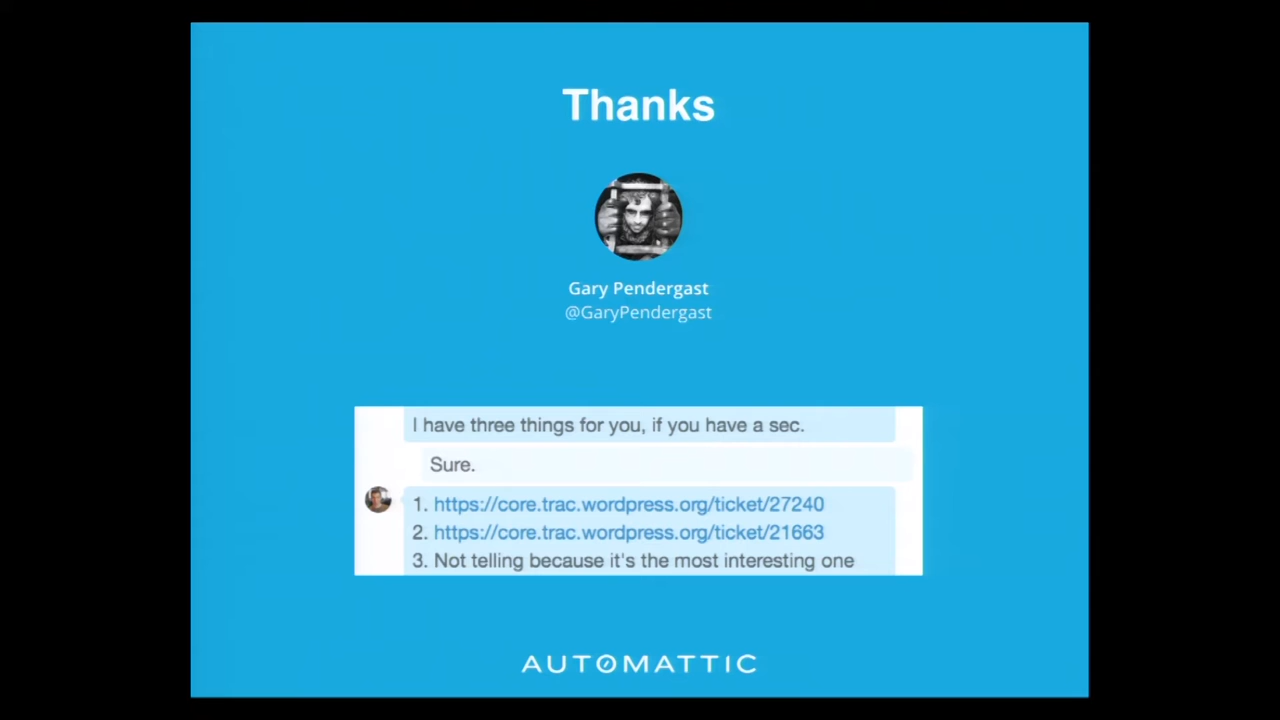 Thanks
Gary Pendergast
@GaryPendergast
I have three things for you, if you have a sec.
Sure.
1. https://core.trac.wordpress.org/ticket/27240
2. https://core.trac.wordpress.org/ticket/21663
3. Not telling because it's the most interesting one
AUTOMATTIC